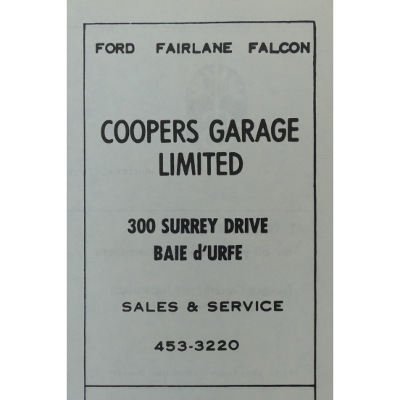 FORD FAIRLANE FALCON
COOPERS GARAGE
LIMITED
300 SURREY DRIVE
BAIE d'URFE
SALES & SERVICE
453-3220